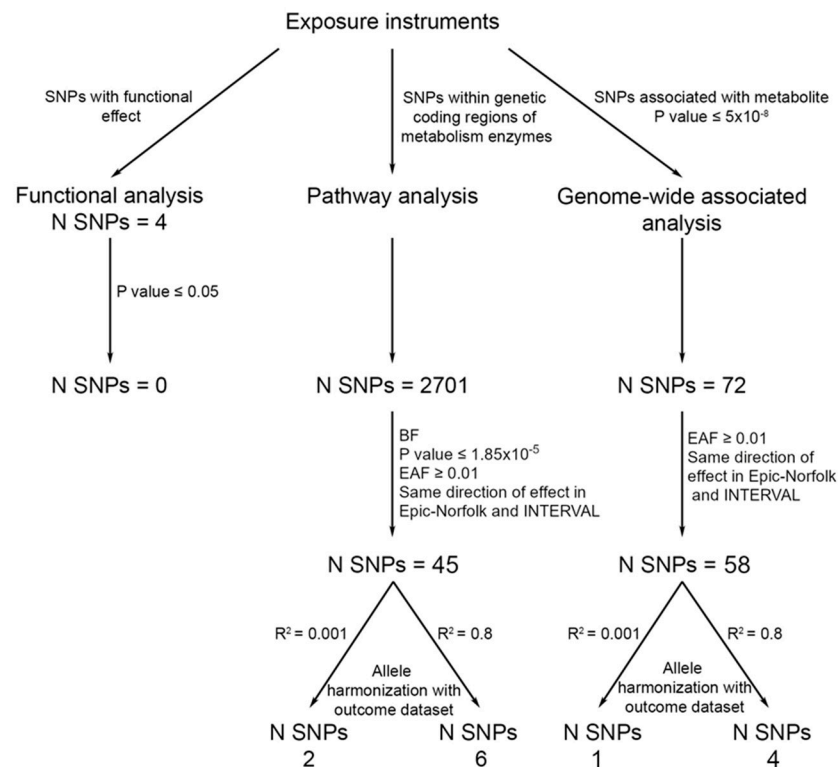 Exposure instruments
SNPs with functional
effect
SNPs within genetic
coding regions of
metabolism enzymes
SNPs associated with metabolite
P value ≤ 5x10⁻⁸
Functional analysis
N SNPs = 4
Pathway analysis
Genome-wide associated
analysis
P value ≤ 0.05
N SNPs = 0
N SNPs = 2701
N SNPs = 72
BF
P value ≤ 1.85x10⁻⁵
EAF ≥ 0.01
Same direction of effect in
Epic-Norfolk and INTERVAL
EAF ≥ 0.01
Same direction of
effect in Epic-Norfolk
and INTERVAL
N SNPs = 45
N SNPs = 58
R² = 0.001
R² = 0.8
Allele
harmonization with
outcome dataset
R² = 0.001
R² = 0.8
Allele
harmonization with
outcome dataset
N SNPs
2
N SNPs
6
N SNPs
1
N SNPs
4